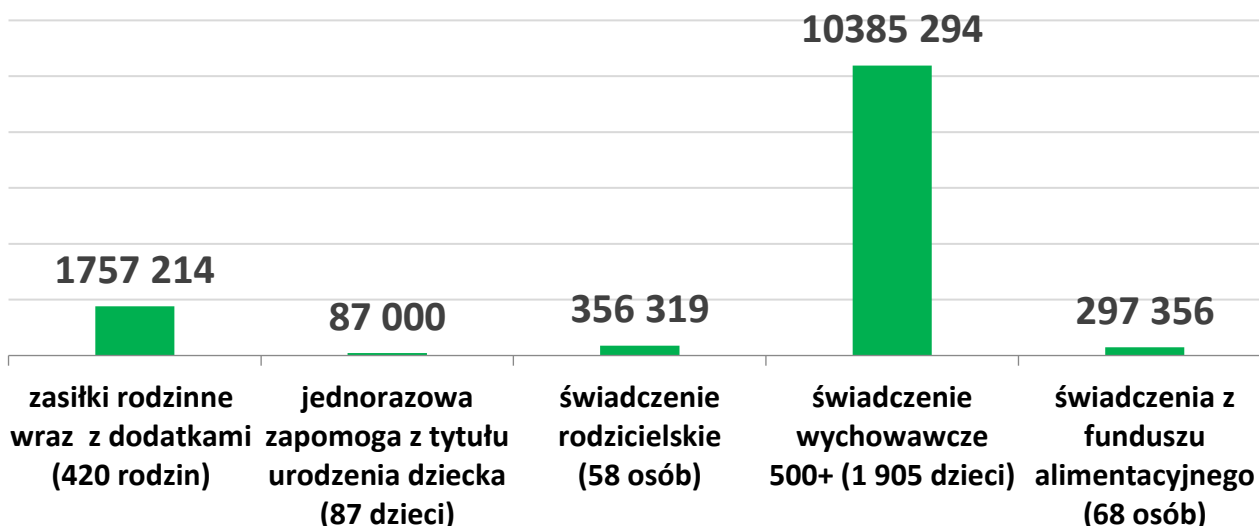 10385 294
1757 214
87 000
356 319
297 356
zasiłki rodzinne
wraz z dodatkami
(420 rodzin)
jednorazowa
zapomoga z tytułu
urodzenia dziecka
(87 dzieci)
świadczenie
rodzicielskie
(58 osób)
świadczenie
wychowawcze
500+ (1 905 dzieci)
świadczenia z
funduszu
alimentacyjnego
(68 osób)